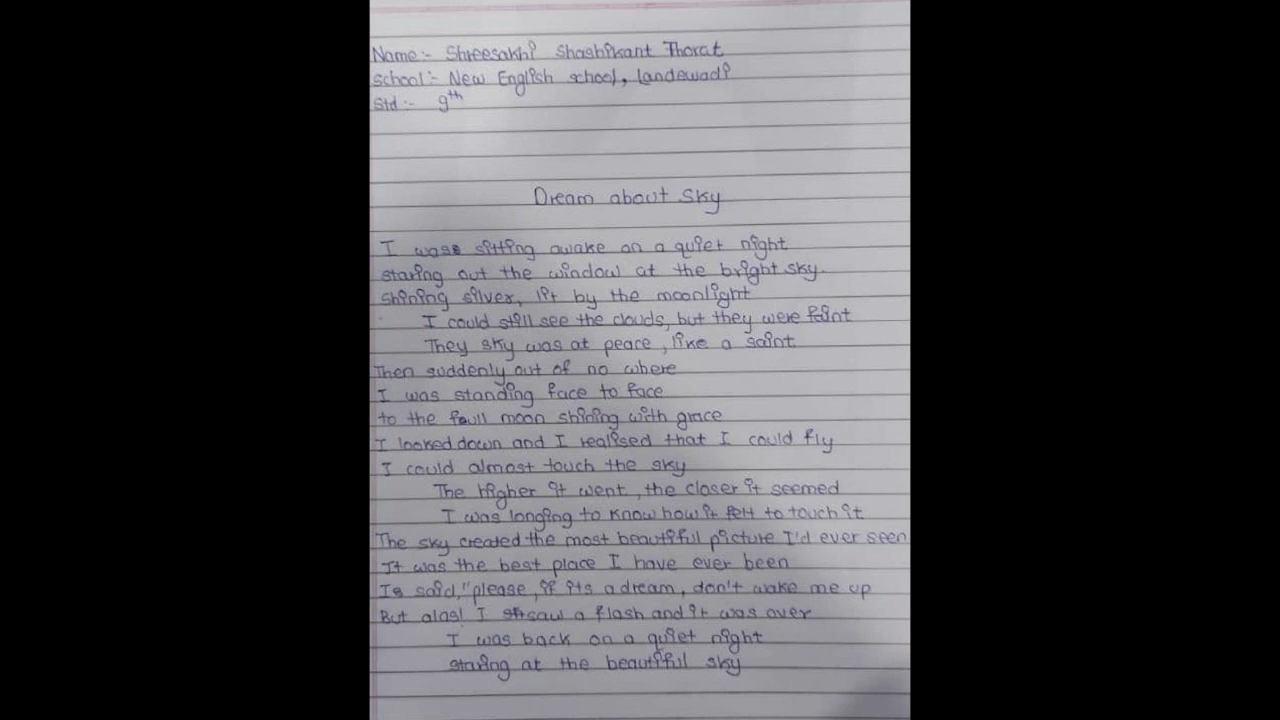 Name:- Shreesakhi Shashikant Thorat
School:- New English school, Landewadi
Std:- 9th
Dream about sky
I was sitting awake on a quiet night
staring out the window at the bright sky.
shining silver, lit by the moonlight
I could still see the clouds, but they were faint
They sky was at peace, like a saint
Then suddenly out of no where
I was standing face to face
to the full moon shining with grace
I looked down and I realised that I could fly
I could almost touch the sky
The higher it went, the closer it seemed
I was longing to know how it felt to touch it
The sky created the most beautiful picture I'd ever seen
It was the best place I have ever been
I said, "please, if its a dream, don't wake me up
But alas! I saw a flash and it was over
I was back on a quiet night
staring at the beautiful sky